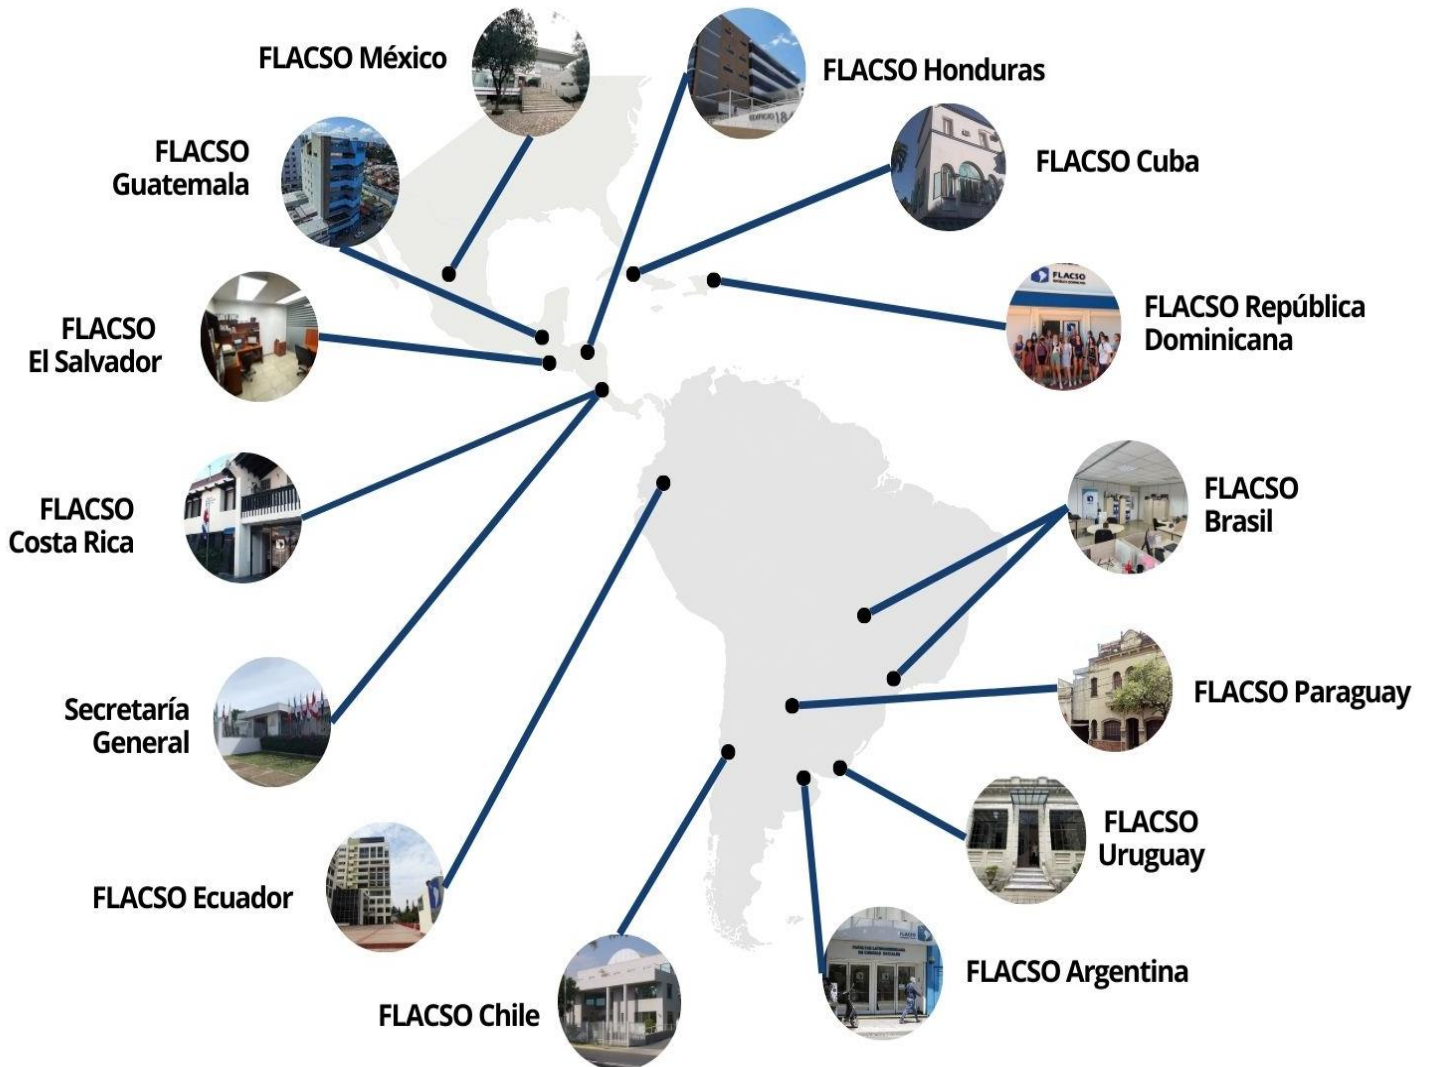 FLACSO México
FLACSO Honduras
FLACSO
Guatemala
FLACSO Cuba
FLACSO
FLACSO República
Dominicana
FLACSO
El Salvador
FLACSO
Brasil
FLACSO
Costa Rica
FLACSO Paraguay
Secretaría
General
FLACSO
Uruguay
FLACSO Ecuador
FLACSO Argentina
FLACSO Chile